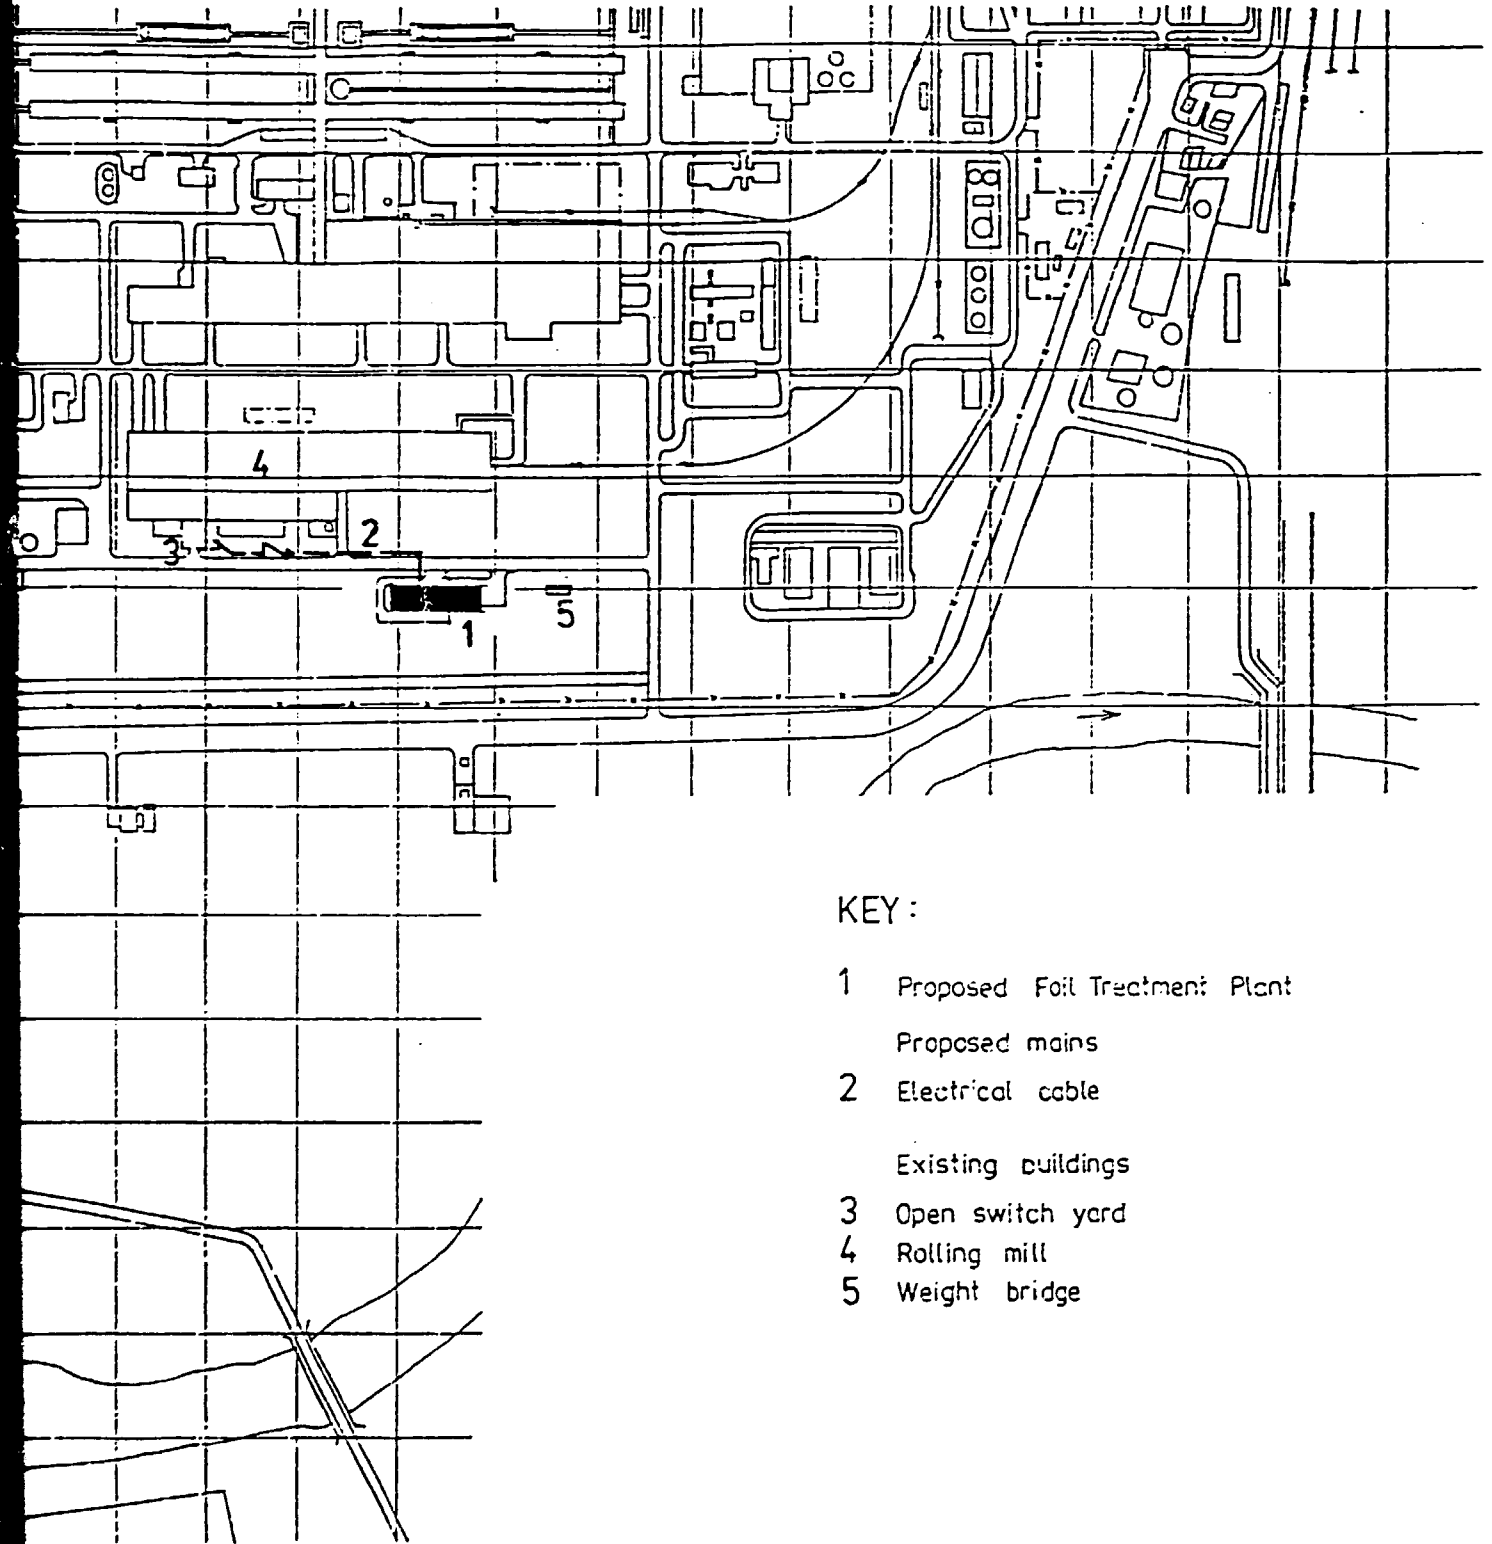 4
2
3
5
1
KEY :
1 Proposed Foil Treatment Plant
Proposed mains
2 Electrical cable
Existing buildings
3 Open switch yard
4 Rolling mill
5 Weight bridge